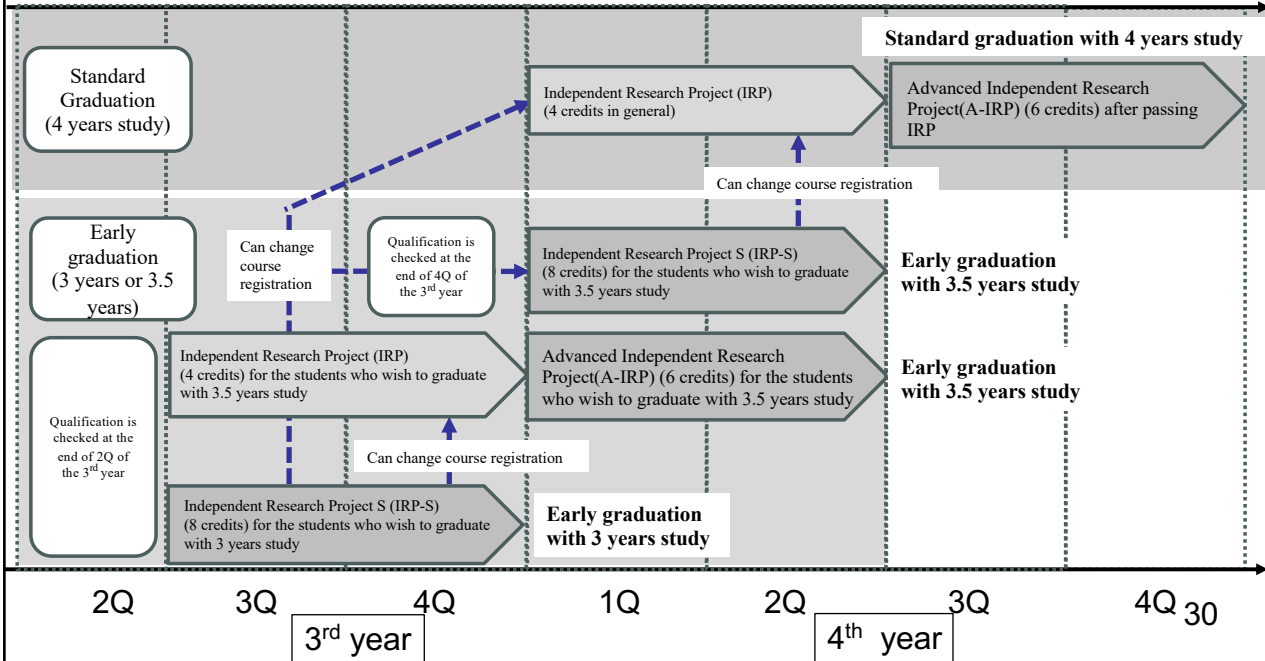 Standard graduation with 4 years study
Standard
Graduation
(4 years study)
Independent Research Project (IRP)
(4 credits in general)
Advanced Independent Research
Project(A-IRP) (6 credits) after passing
IRP
Can change course registration
Early
graduation
(3 years or 3.5
years)
Can change
course
registration
Qualification is
checked at the
end of 4Q of
the 3rd year
Independent Research Project S (IRP-S)
(8 credits) for the students who wish to graduate
with 3.5 years study
Early graduation
with 3.5 years study
Qualification is
checked at the
end of 2Q of
the 3rd year
Independent Research Project (IRP)
(4 credits) for the students who wish to graduate
with 3.5 years study
Advanced Independent Research
Project(A-IRP) (6 credits) for the students
who wish to graduate with 3.5 years study
Early graduation
with 3.5 years study
Can change course registration
Independent Research Project S (IRP-S)
(8 credits) for the students who wish to graduate
with 3 years study
Early graduation
with 3 years study
2Q 3Q 4Q 1Q 2Q 3Q 4Q 30
3rd year 4th year